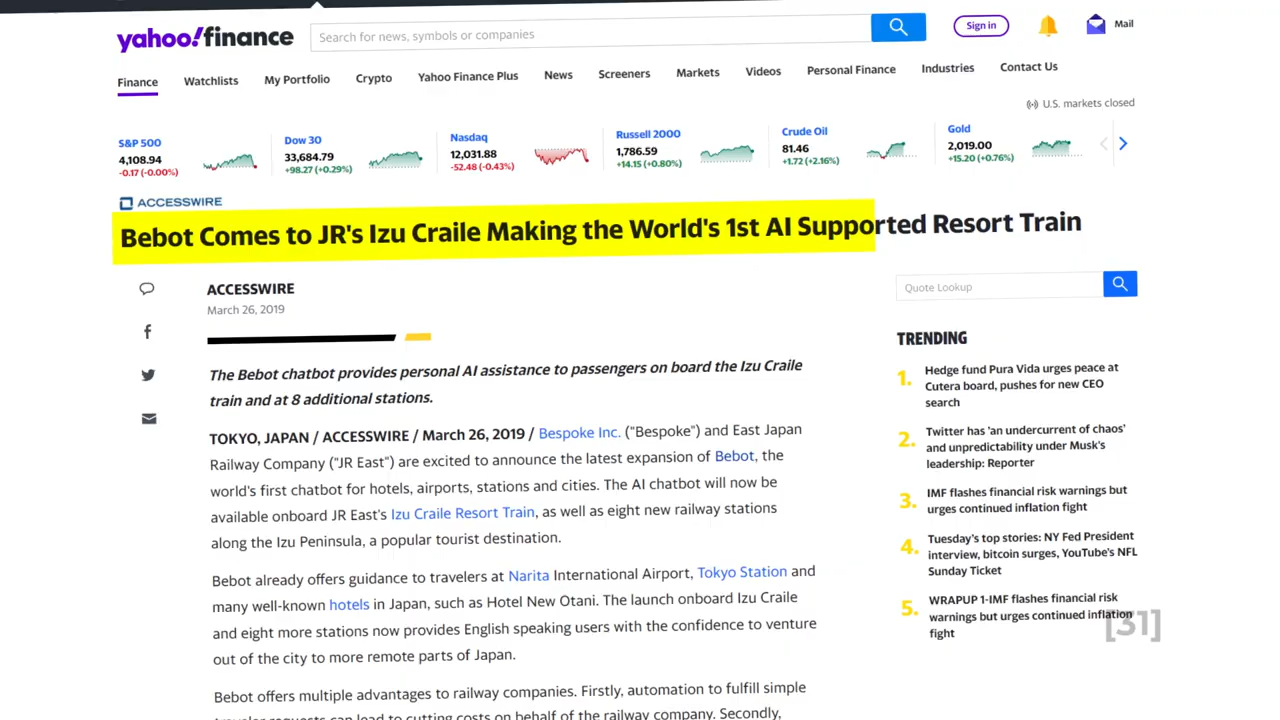 yahoo!finance
Search for news, symbols or companies
Sign in
Mail
Finance Watchlists My Portfolio Crypto Yahoo Finance Plus News Screeners Markets Videos Personal Finance Industries Contact Us
U.S. markets closed
S&P 500
4,108.94
-0.17 (-0.00%)
Dow 30
33,684.79
+98.27 (+0.29%)
Nasdaq
12,031.88
-52.48 (-0.43%)
Russell 2000
1,786.59
+14.15 (+0.80%)
Crude Oil
81.46
+1.72 (+2.16%)
Gold
2,019.00
+15.20 (+0.76%)
ACCESSWIRE
Bebot Comes to JR's Izu Craile Making the World's 1st AI Supported Resort Train
ACCESSWIRE
March 26, 2019
The Bebot chatbot provides personal AI assistance to passengers on board the Izu Craile
train and at 8 additional stations.
TOKYO, JAPAN / ACCESSWIRE / March 26, 2019 / Bespoke Inc. ("Bespoke") and East Japan
Railway Company ("JR East") are excited to announce the latest expansion of Bebot, the
world's first chatbot for hotels, airports, stations and cities. The AI chatbot will now be
available onboard JR East's Izu Craile Resort Train, as well as eight new railway stations
along the Izu Peninsula, a popular tourist destination.
Bebot already offers guidance to travelers at Narita International Airport, Tokyo Station and
many well-known hotels in Japan, such as Hotel New Otani. The launch onboard Izu Craile
and eight more stations now provides English speaking users with the confidence to venture
out of the city to more remote parts of Japan.
Bebot offers multiple advantages to railway companies. Firstly, automation to fulfill simple
traveler requests can lead to cutting costs on behalf of the railway company. Secondly,
Quote Lookup
TRENDING
1. Hedge fund Pura Vida urges peace at
Cutera board, pushes for new CEO
search
2. Twitter has 'an undercurrent of chaos'
and unpredictability under Musk's
leadership: Reporter
3. IMF flashes financial risk warnings but
urges continued inflation fight
4. Tuesday's top stories: NY Fed President
interview, bitcoin surges, YouTube's NFL
Sunday Ticket
5. WRAPUP 1-IMF flashes financial risk
warnings but urges continued inflation
fight
[31]